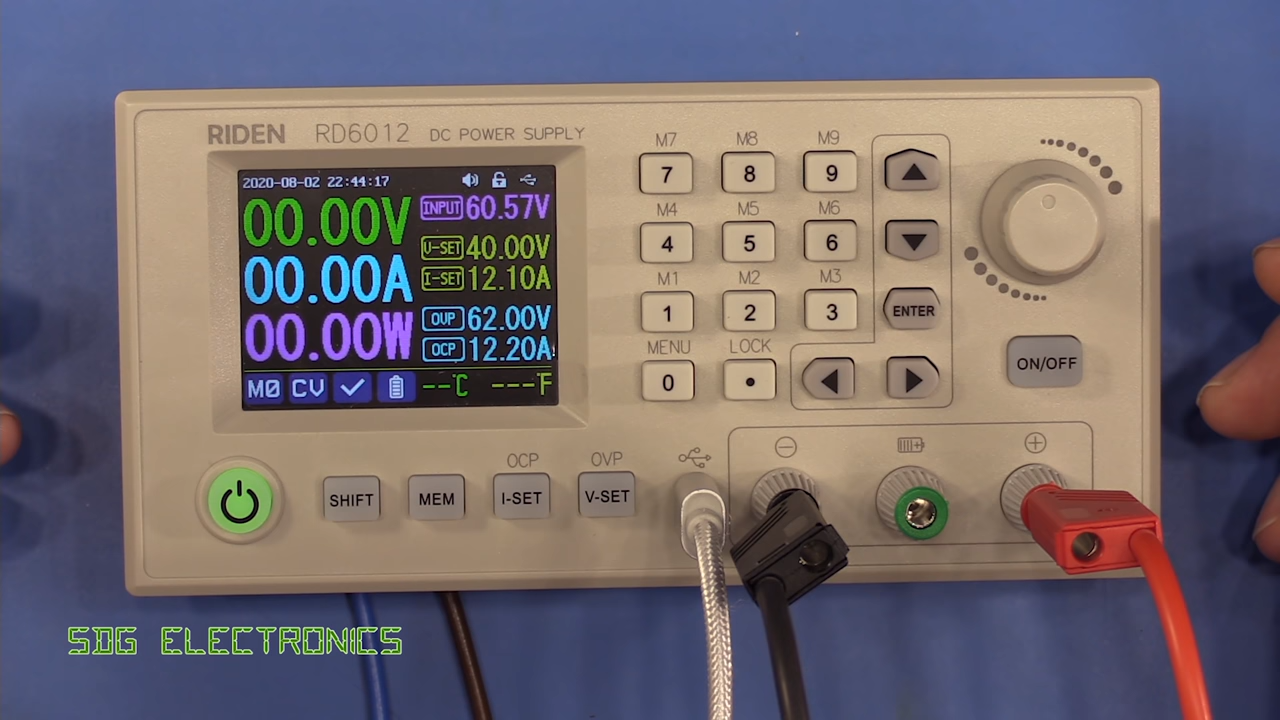 RIDEN RD6012 DC POWER SUPPLY
2020-08-02 22:44:17
00.00V
00.00A
00.00W
INPUT 60.57V
V-SET 40.00V
I-SET 12.10A
OVP 62.00V
OCP 12.20A
M0 CV --°C ---°F
M7 M8 M9
7 8 9
M4 M5 M6
4 5 6
M1 M2 M3
1 2 3 ENTER
MENU LOCK
0 •
ON/OFF
OCP OVP
SHIFT MEM I-SET V-SET
SDG ELECTRONICS